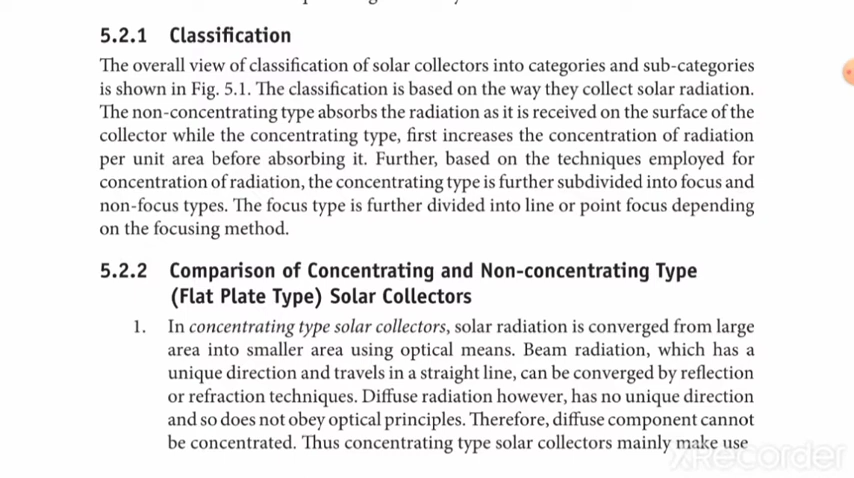 5.2.1 Classification
The overall view of classification of solar collectors into categories and sub-categories
is shown in Fig. 5.1. The classification is based on the way they collect solar radiation.
The non-concentrating type absorbs the radiation as it is received on the surface of the
collector while the concentrating type, first increases the concentration of radiation
per unit area before absorbing it. Further, based on the techniques employed for
concentration of radiation, the concentrating type is further subdivided into focus and
non-focus types. The focus type is further divided into line or point focus depending
on the focusing method.
5.2.2 Comparison of Concentrating and Non-concentrating Type
(Flat Plate Type) Solar Collectors
1. In concentrating type solar collectors, solar radiation is converged from large
area into smaller area using optical means. Beam radiation, which has a
unique direction and travels in a straight line, can be converged by reflection
or refraction techniques. Diffuse radiation however, has no unique direction
and so does not obey optical principles. Therefore, diffuse component cannot
be concentrated. Thus concentrating type solar collectors mainly make use
XRecorder